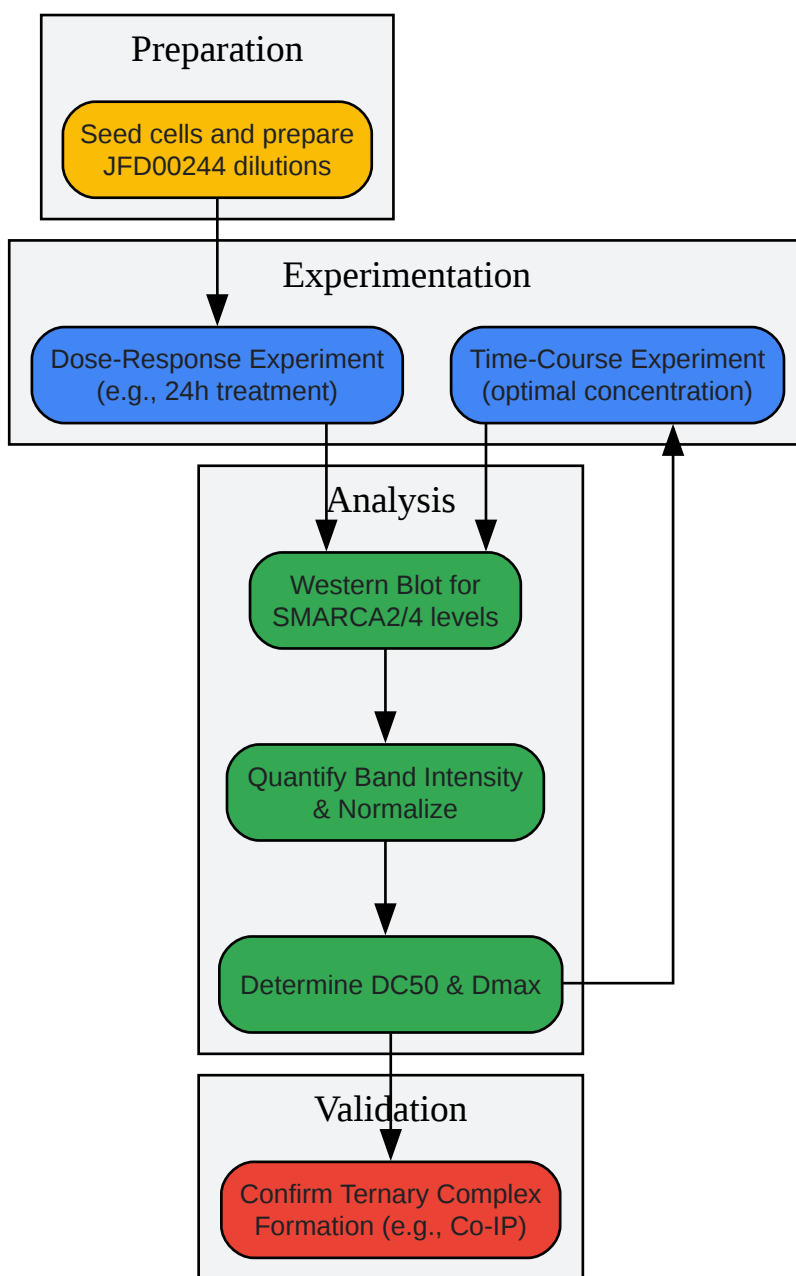 Preparation
Seed cells and prepare
JFD00244 dilutions
Experimentation
Dose-Response Experiment
(e.g., 24h treatment)
Time-Course Experiment
(optimal concentration)
Analysis
Western Blot for
SMARCA2/4 levels
Quantify Band Intensity
& Normalize
Determine DC50 & Dmax
Validation
Confirm Ternary Complex
Formation (e.g., Co-IP)